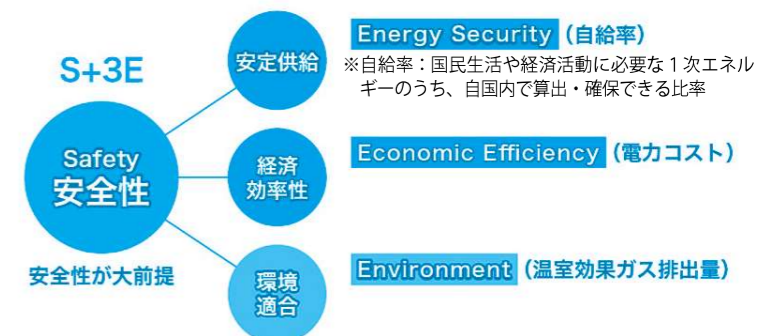 S+3E
Safety
安全性
安全性が大前提
安定供給
Energy Security（自給率）
※自給率：国民生活や経済活動に必要な１次エネル
ギーのうち、自国内で算出・確保できる比率
経済
効率性
Economic Efficiency（電力コスト）
環境
適合
Environment（温室効果ガス排出量）